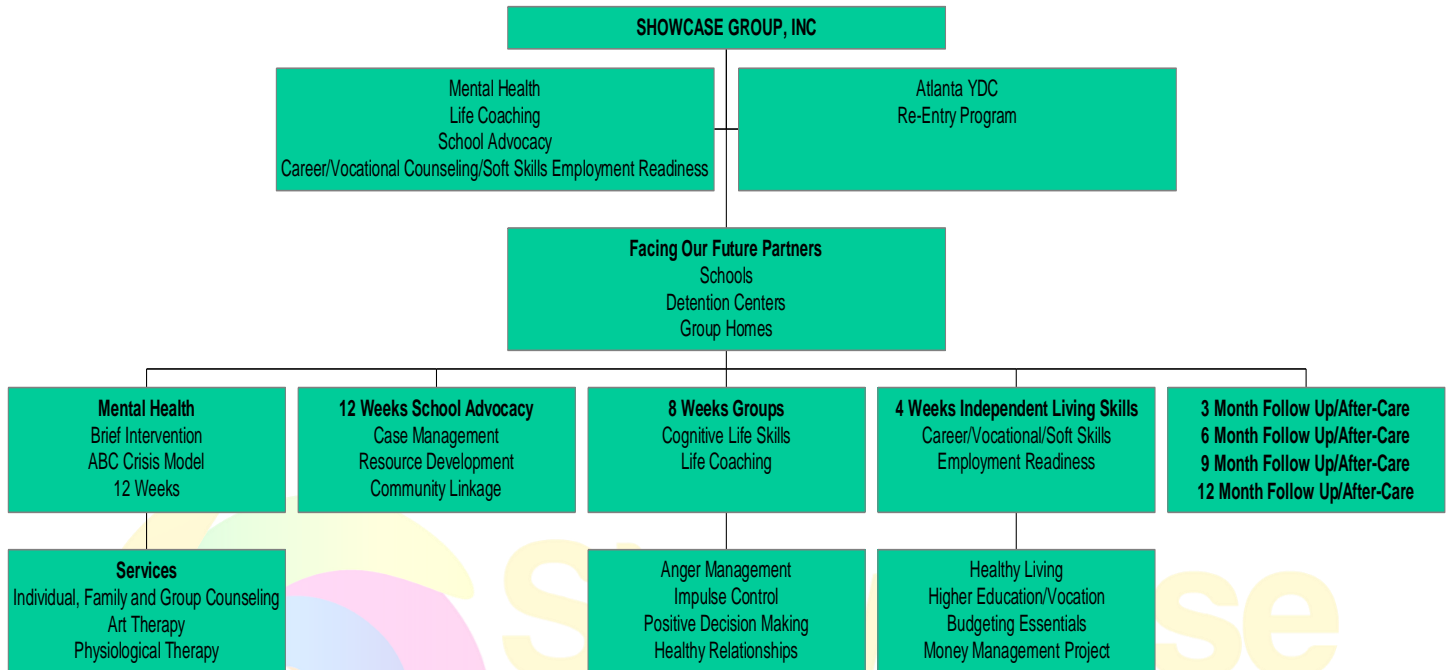 SHOWCASE GROUP, INC
Mental Health
Life Coaching
School Advocacy
Career/Vocational Counseling/Soft Skills Employment Readiness
Atlanta YDC
Re-Entry Program
Facing Our Future Partners
Schools
Detention Centers
Group Homes
Mental Health
Brief Intervention
ABC Crisis Model
12 Weeks
12 Weeks School Advocacy
Case Management
Resource Development
Community Linkage
8 Weeks Groups
Cognitive Life Skills
Life Coaching
4 Weeks Independent Living Skills
Career/Vocational/Soft Skills
Employment Readiness
3 Month Follow Up/After-Care
6 Month Follow Up/After-Care
9 Month Follow Up/After-Care
12 Month Follow Up/After-Care
Services
Individual, Family and Group Counseling
Art Therapy
Physiological Therapy
Anger Management
Impulse Control
Positive Decision Making
Healthy Relationships
Healthy Living
Higher Education/Vocation
Budgeting Essentials
Money Management Project